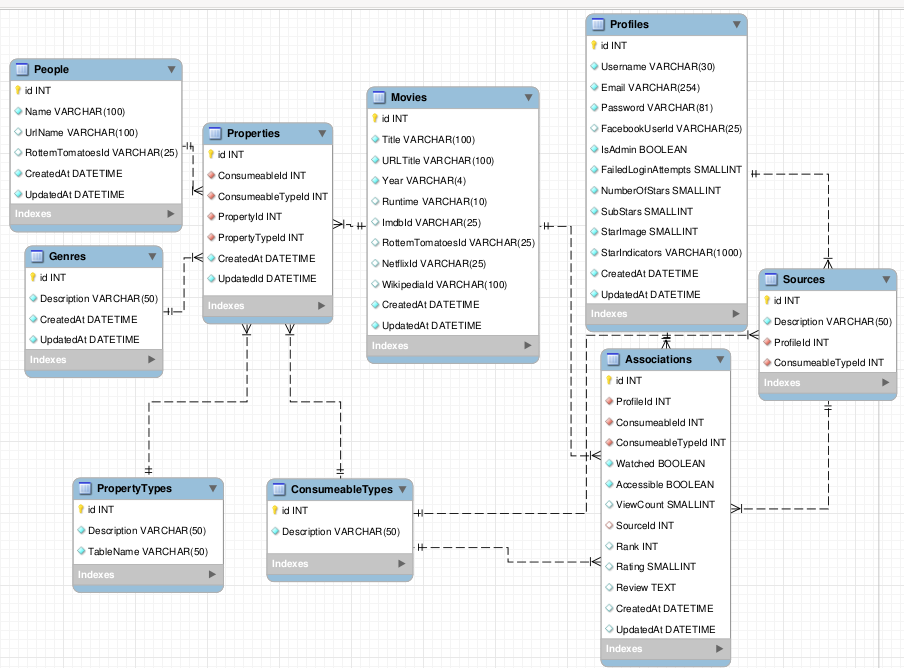 People
id INT
Name VARCHAR(100)
UrlName VARCHAR(100)
RottemTomatoesId VARCHAR(25)
CreatedAt DATETIME
UpdatedAt DATETIME
Indexes
Genres
id INT
Description VARCHAR(50)
CreatedAt DATETIME
UpdatedAt DATETIME
Indexes
Properties
id INT
ConsumeableId INT
ConsumeableTypeId INT
PropertyId INT
PropertyTypeId INT
CreatedAt DATETIME
UpdatedId DATETIME
Indexes
Movies
id INT
Title VARCHAR(100)
URLTitle VARCHAR(100)
Year VARCHAR(4)
Runtime VARCHAR(10)
ImdbId VARCHAR(25)
RottemTomatoesId VARCHAR(25)
NetflixId VARCHAR(25)
WikipediaId VARCHAR(100)
CreatedAt DATETIME
UpdatedAt DATETIME
Indexes
Profiles
id INT
Username VARCHAR(30)
Email VARCHAR(254)
Password VARCHAR(81)
FacebookUserId VARCHAR(25)
IsAdmin BOOLEAN
FailedLoginAttempts SMALLINT
NumberOfStars SMALLINT
SubStars SMALLINT
StarImage SMALLINT
StarIndicators VARCHAR(1000)
CreatedAt DATETIME
UpdatedAt DATETIME
Indexes
Sources
id INT
Description VARCHAR(50)
ProfileId INT
ConsumeableTypeId INT
Indexes
Associations
id INT
ProfileId INT
ConsumeableId INT
ConsumeableTypeId INT
Watched BOOLEAN
Accessible BOOLEAN
ViewCount SMALLINT
SourceId INT
Rank INT
Rating SMALLINT
Review TEXT
CreatedAt DATETIME
UpdatedAt DATETIME
Indexes
PropertyTypes
id INT
Description VARCHAR(50)
TableName VARCHAR(50)
Indexes
ConsumeableTypes
id INT
Description VARCHAR(50)
Indexes